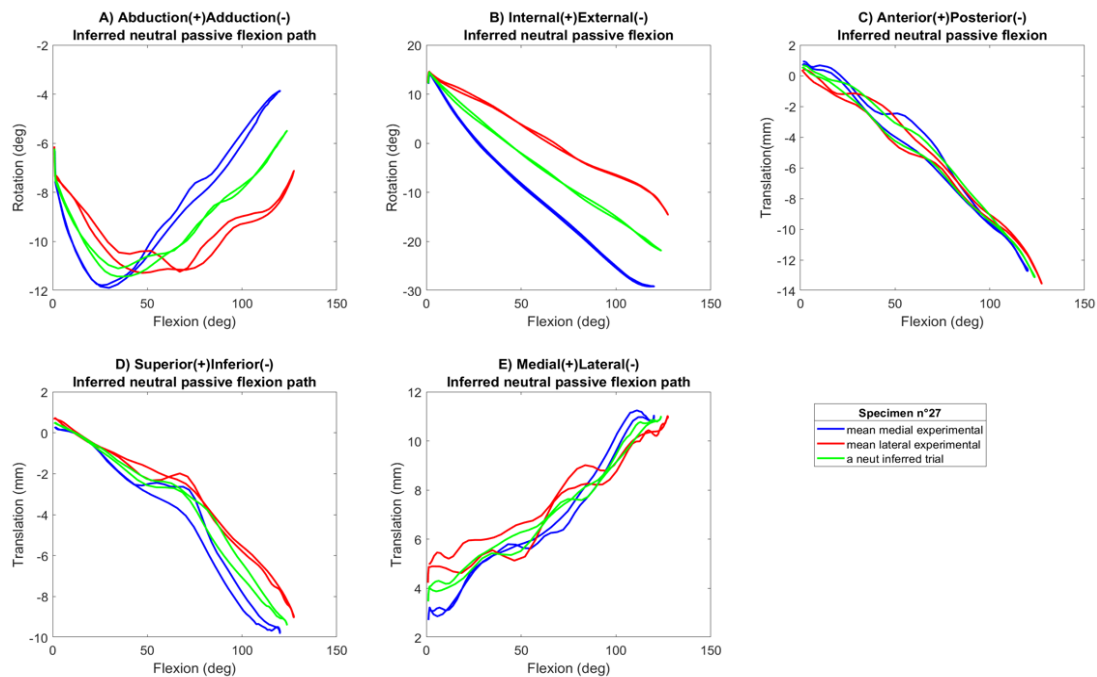 A) Abduction(+)Adduction(-)
Inferred neutral passive flexion path
-2
-4
-6
-8
-10
-12
Rotation (deg)
0
50
100
150
Flexion (deg)
B) Internal(+)External(-)
Inferred neutral passive flexion
20
10
0
-10
-20
-30
Rotation (deg)
0
50
100
150
Flexion (deg)
C) Anterior(+)Posterior(-)
Inferred neutral passive flexion
2
0
-2
-4
-6
-8
-10
-12
-14
Translation(mm)
0
50
100
150
Flexion (deg)
D) Superior(+)Inferior(-)
Inferred neutral passive flexion path
2
0
-2
-4
-6
-8
-10
Translation (mm)
0
50
100
150
Flexion (deg)
E) Medial(+)Lateral(-)
Inferred neutral passive flexion path
12
10
8
6
4
2
Translation (mm)
0
50
100
150
Flexion (deg)
Specimen n°27
mean medial experimental
mean lateral experimental
a neut inferred trial